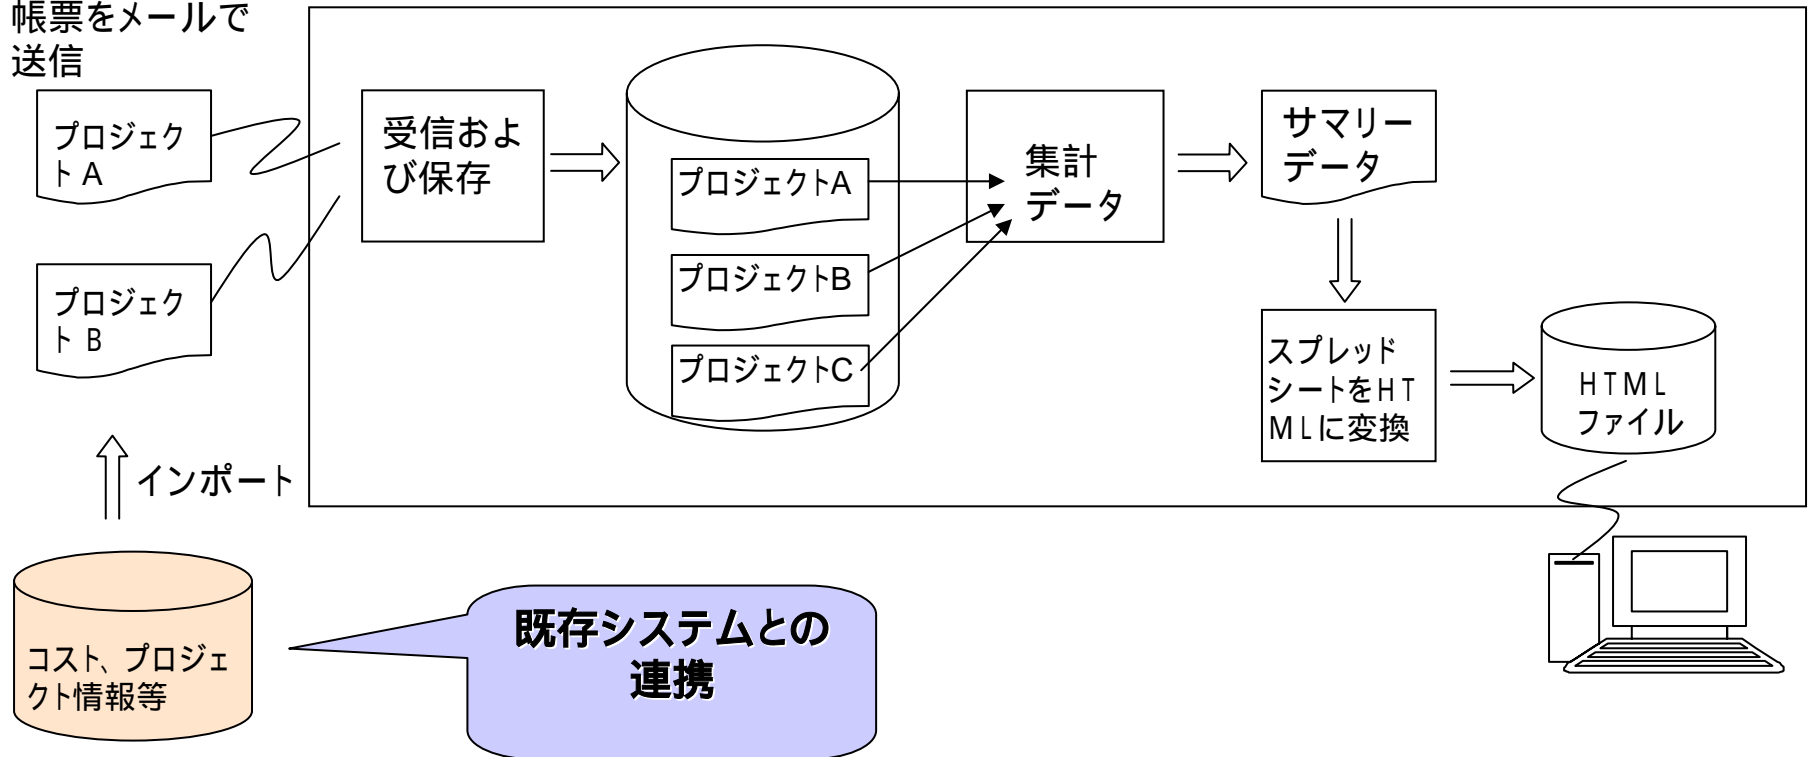 帳票をメールで
送信
プロジェク
ト A
プロジェク
ト B
インポート
コスト、プロジェ
クト情報等
既存システムとの
連携
受信およ
び保存
プロジェクトA
プロジェクトB
プロジェクトC
集計
データ
サマリー
データ
スプレッド
シートをHT
MLに変換
HTML
ファイル